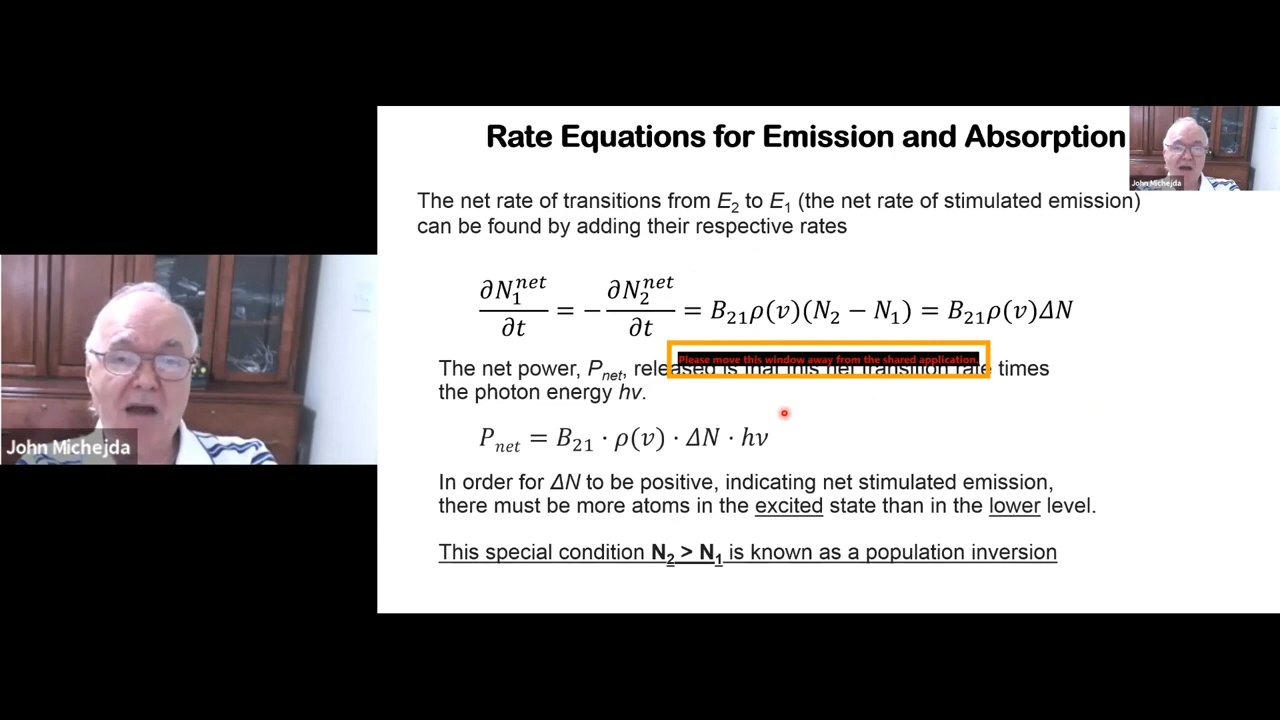 Rate Equations for Emission and Absorption
John Michejda
The net rate of transitions from E₂ to E₁ (the net rate of stimulated emission)
can be found by adding their respective rates
∂N₁ⁿᵉᵗ/∂t = − ∂N₂ⁿᵉᵗ/∂t = B₂₁ρ(v)(N₂ − N₁) = B₂₁ρ(v)ΔN
Please move this window away from the shared application.
The net power, Pₙₑₜ, released is that this net transition rate times
the photon energy hv.
Pₙₑₜ = B₂₁ · ρ(v) · ΔN · hv
John Michejda
In order for ΔN to be positive, indicating net stimulated emission,
there must be more atoms in the excited state than in the lower level.
This special condition N₂ > N₁ is known as a population inversion